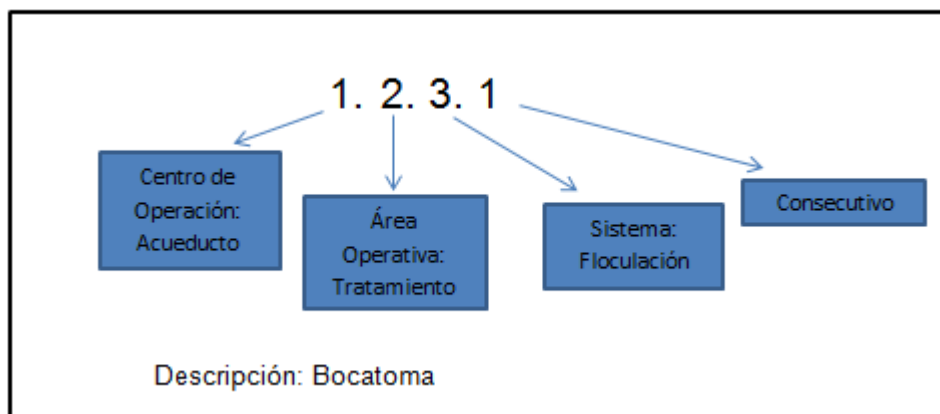 1. 2. 3. 1
Centro de
Operación:
Acueducto
Área
Operativa:
Tratamiento
Sistema:
Floculación
Consecutivo
Descripción: Bocatoma